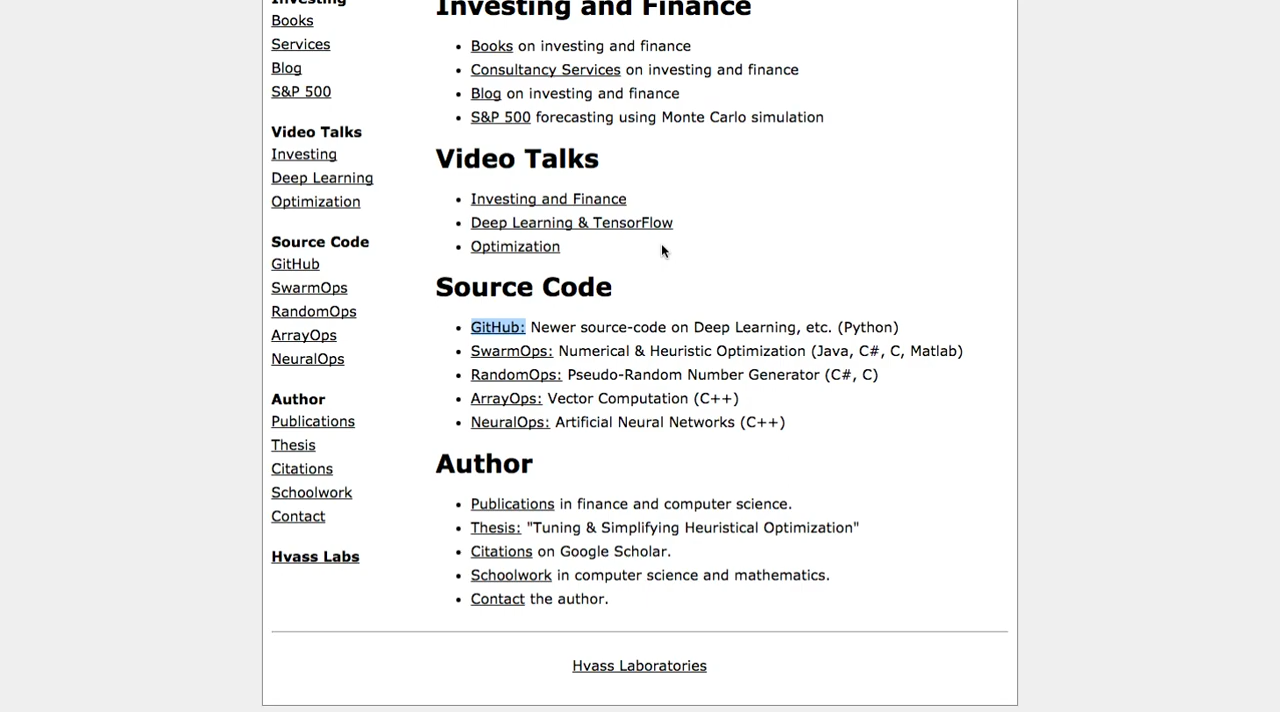 Investing
Books
Services
Blog
S&P 500
Video Talks
Investing
Deep Learning
Optimization
Source Code
GitHub
SwarmOps
RandomOps
ArrayOps
NeuralOps
Author
Publications
Thesis
Citations
Schoolwork
Contact
Hvass Labs
Investing and Finance
• Books on investing and finance
• Consultancy Services on investing and finance
• Blog on investing and finance
• S&P 500 forecasting using Monte Carlo simulation
Video Talks
• Investing and Finance
• Deep Learning & TensorFlow
• Optimization
Source Code
• GitHub: Newer source-code on Deep Learning, etc. (Python)
• SwarmOps: Numerical & Heuristic Optimization (Java, C#, C, Matlab)
• RandomOps: Pseudo-Random Number Generator (C#, C)
• ArrayOps: Vector Computation (C++)
• NeuralOps: Artificial Neural Networks (C++)
Author
• Publications in finance and computer science.
• Thesis: "Tuning & Simplifying Heuristical Optimization"
• Citations on Google Scholar.
• Schoolwork in computer science and mathematics.
• Contact the author.
Hvass Laboratories